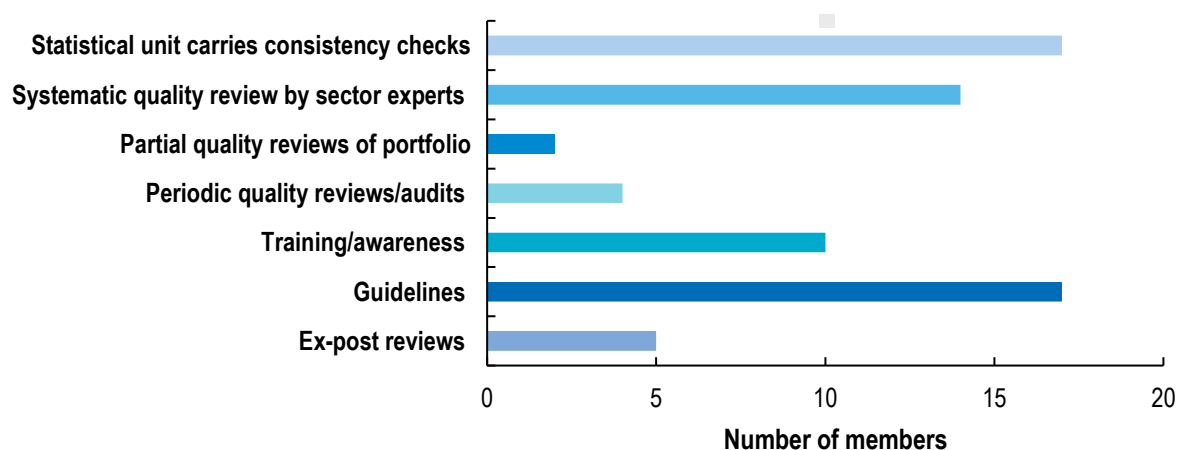 Statistical unit carries consistency checks
Systematic quality review by sector experts
Partial quality reviews of portfolio
Periodic quality reviews/audits
Training/awareness
Guidelines
Ex-post reviews
0 5 10 15 20
Number of members